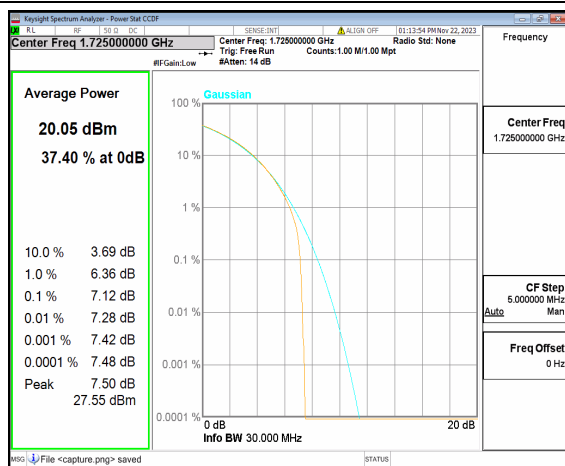 Keysight Spectrum Analyzer - Power Stat CCDF
RL RF 50 Ω DC SENSE:INT ALIGN OFF 01:13:54 PM Nov 22, 2023
Center Freq 1.725000000 GHz
Center Freq: 1.725000000 GHz Radio Std: None
Trig: Free Run Counts:1.00 M/1.00 Mpt
#IFGain:Low #Atten: 14 dB
Average Power
20.05 dBm
37.40 % at 0dB
10.0 % 3.69 dB
1.0 % 6.36 dB
0.1 % 7.12 dB
0.01 % 7.28 dB
0.001 % 7.42 dB
0.0001 % 7.48 dB
Peak 7.50 dB
27.55 dBm
Gaussian
100 %
10 %
1 %
0.1 %
0.01 %
0.001 %
0.0001 %
0 dB 20 dB
Info BW 30.000 MHz
Frequency
Center Freq
1.725000000 GHz
CF Step
5.000000 MHz
Auto Man
Freq Offset
0 Hz
MSG File <capture.png> saved STATUS